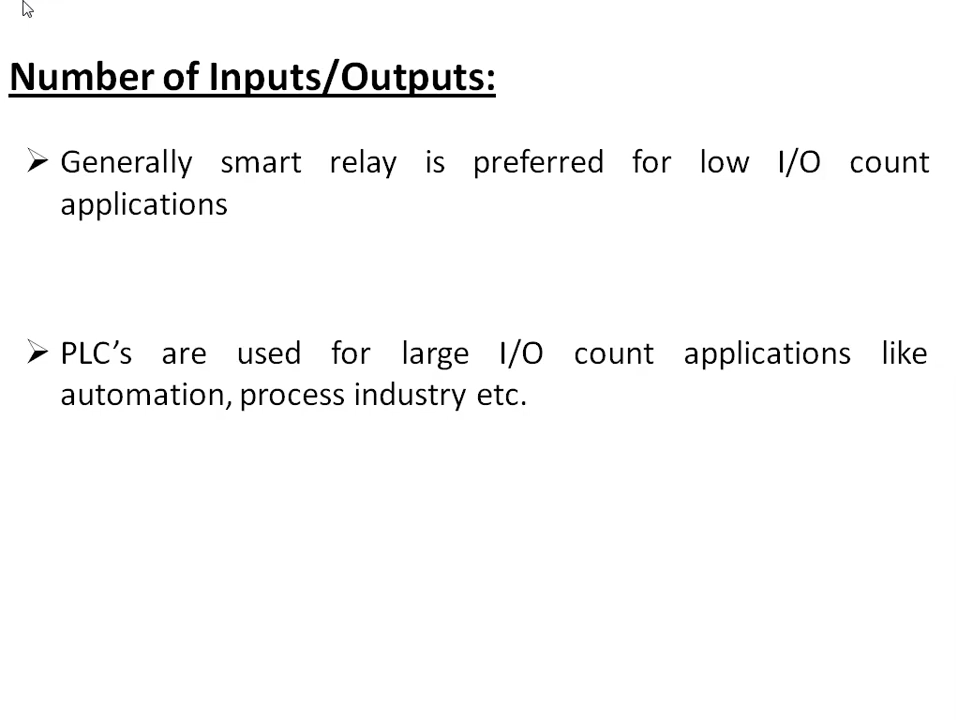 Number of Inputs/Outputs:
➢ Generally smart relay is preferred for low I/O count
applications
➢ PLC’s are used for large I/O count applications like
automation, process industry etc.